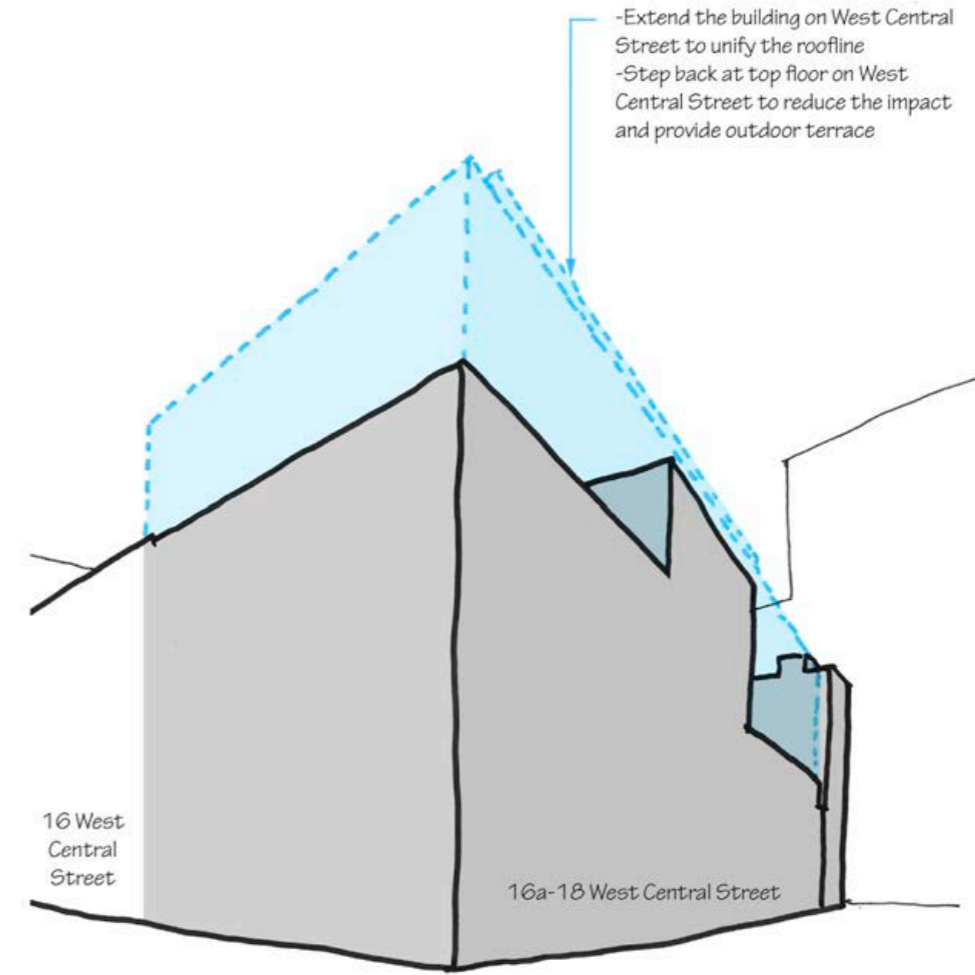 -Extend the building on West Central
Street to unify the roofline
-Step back at top floor on West
Central Street to reduce the impact
and provide outdoor terrace
16 West
Central
Street
16a-18 West Central Street